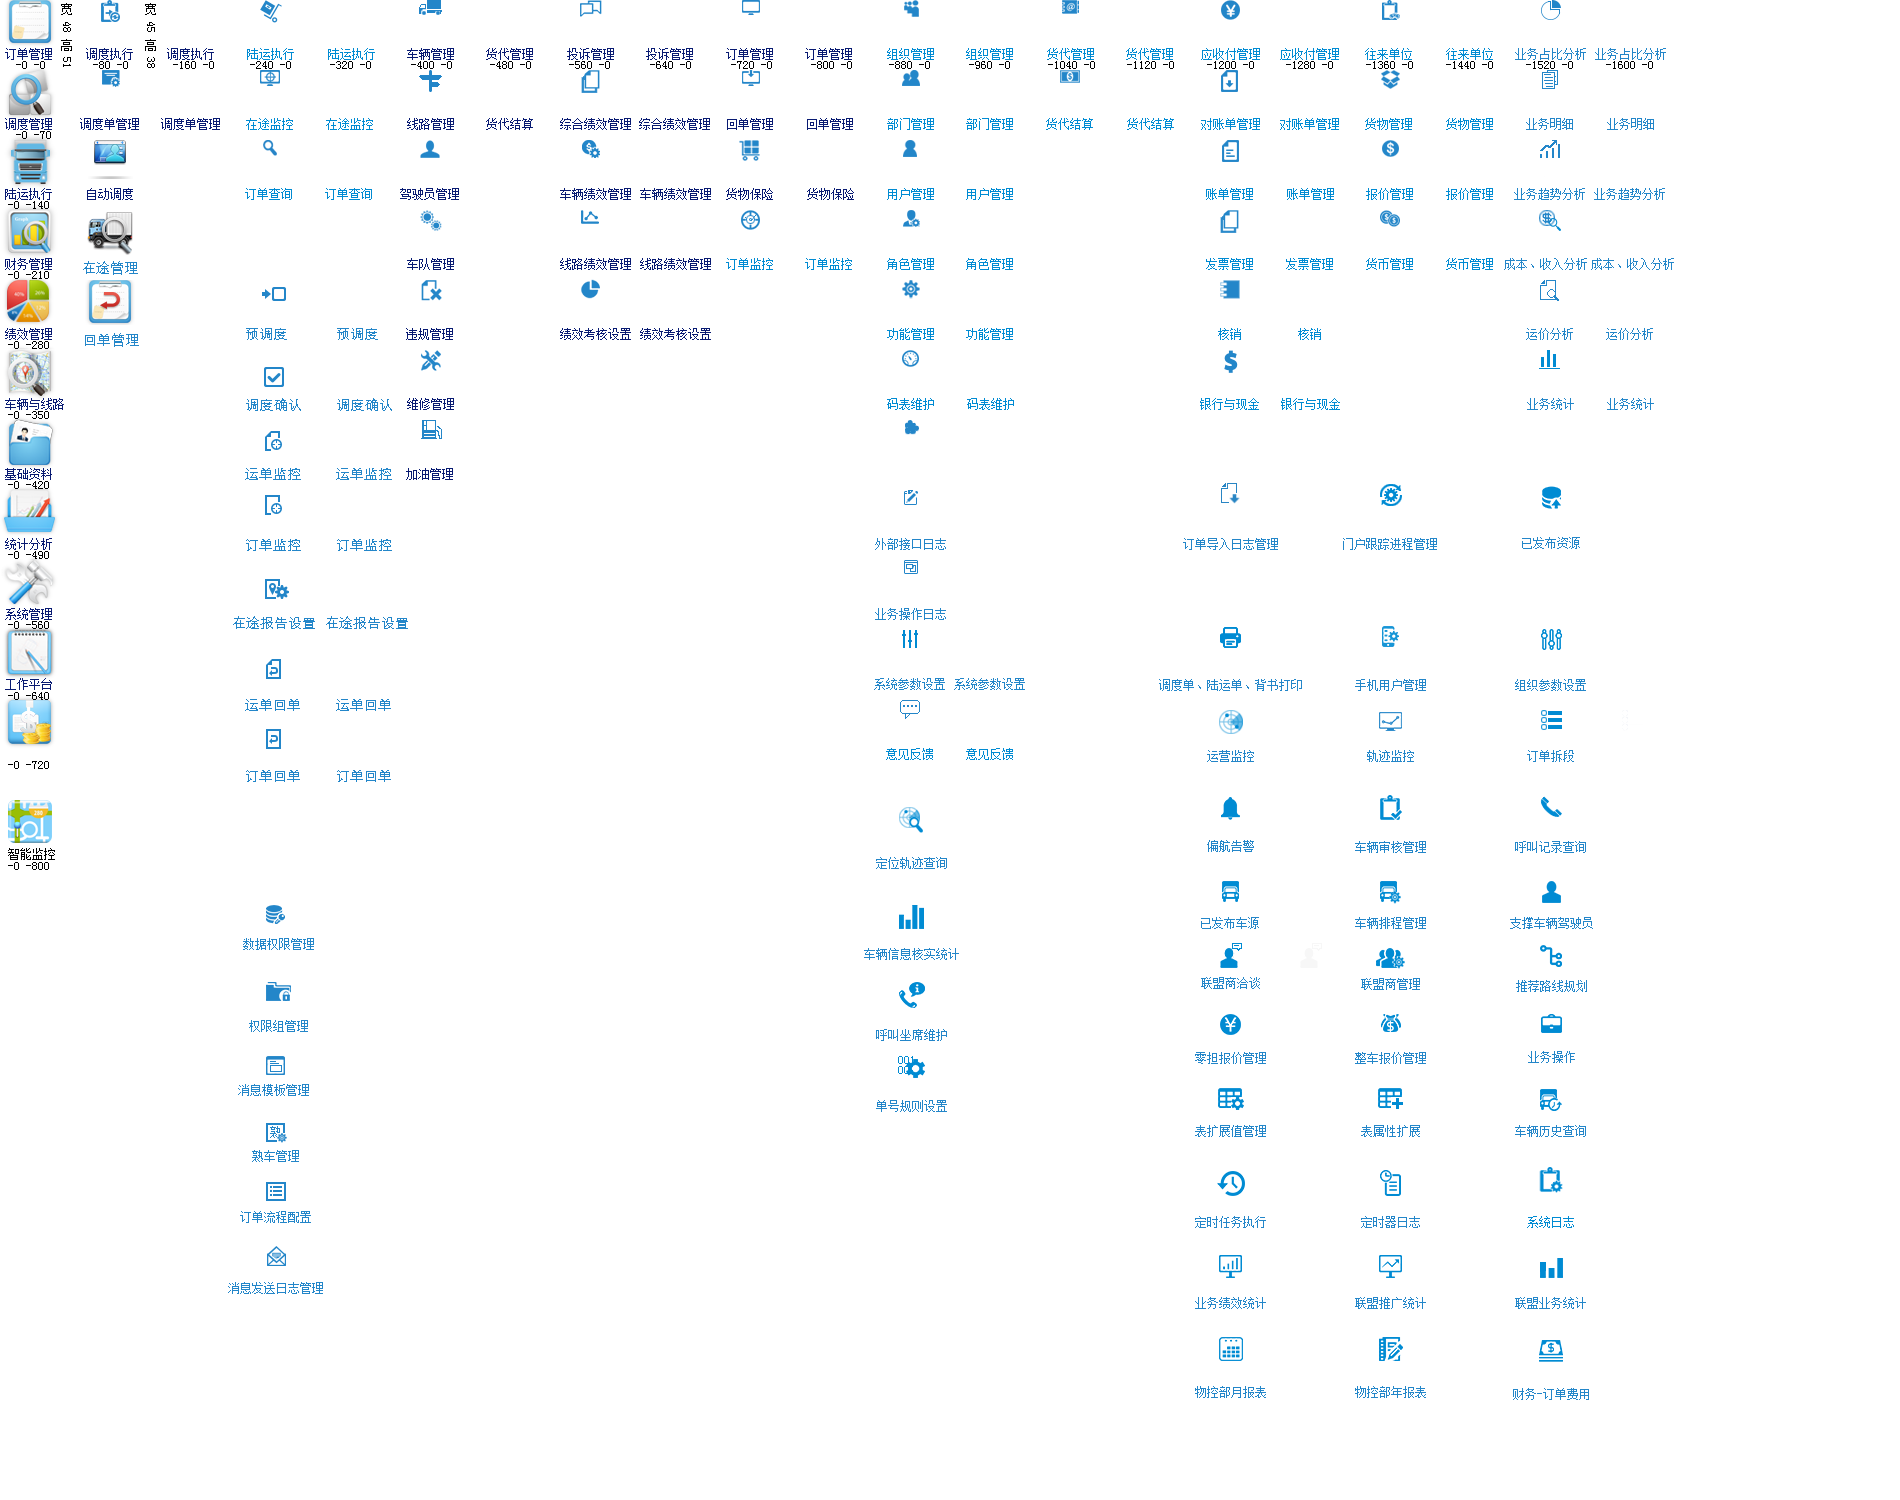 宽 48 高 51
宽 45 高 38
订单管理 调度执行 调度执行 陆运执行 陆运执行 车辆管理 货代管理 投诉管理 投诉管理 订单管理 订单管理 组织管理 组织管理 货代管理 货代管理 应收付管理 应收付管理 往来单位 往来单位 业务占比分析 业务占比分析
-0 -0 -80 -0 -160 -0 -240 -0 -320 -0 -400 -0 -480 -0 -560 -0 -640 -0 -720 -0 -800 -0 -880 -0 -960 -0 -1040 -0 -1120 -0 -1200 -0 -1280 -0 -1360 -0 -1440 -0 -1520 -0 -1600 -0
调度管理 调度单管理 调度单管理 在途监控 在途监控 线路管理 货代结算 综合绩效管理 综合绩效管理 回单管理 回单管理 部门管理 部门管理 货代结算 货代结算 对账单管理 对账单管理 货物管理 货物管理 业务明细 业务明细
-0 -70
陆运执行 自动调度 订单查询 订单查询 驾驶员管理 车辆绩效管理 车辆绩效管理 货物保险 货物保险 用户管理 用户管理 账单管理 账单管理 报价管理 报价管理 业务趋势分析 业务趋势分析
-0 -140
财务管理 在途管理 车队管理 线路绩效管理 线路绩效管理 订单监控 订单监控 角色管理 角色管理 发票管理 发票管理 货币管理 货币管理 成本、收入分析 成本、收入分析
-0 -210
绩效管理 回单管理 预调度 预调度 违规管理 绩效考核设置 绩效考核设置 功能管理 功能管理 核销 核销 运价分析 运价分析
-0 -280
车辆与线路 调度确认 调度确认 维修管理 码表维护 码表维护 银行与现金 银行与现金 业务统计 业务统计
-0 -350
基础资料 运单监控 运单监控 加油管理
-0 -420
统计分析 订单监控 订单监控 外部接口日志 订单导入日志管理 门户跟踪进程管理 已发布资源
-0 -490
系统管理 在途报告设置 在途报告设置 业务操作日志
-0 -560
工作平台 运单回单 运单回单 系统参数设置 系统参数设置 调度单、陆运单、背书打印 手机用户管理 组织参数设置
-0 -640
订单回单 订单回单 意见反馈 意见反馈 运营监控 轨迹监控 订单拆段
-0 -720
智能监控 定位轨迹查询 偏航告警 车辆审核管理 呼叫记录查询
-0 -800
数据权限管理 车辆信息核实统计 已发布车源 车辆排程管理 支撑车辆驾驶员
联盟商洽谈 联盟商管理 推荐路线规划
权限组管理 呼叫坐席维护 零担报价管理 整车报价管理 业务操作
001
消息模板管理 单号规则设置 表扩展值管理 表属性扩展 车辆历史查询
熟
熟车管理
订单流程配置 定时任务执行 定时器日志 系统日志
消息发送日志管理 业务绩效统计 联盟推广统计 联盟业务统计
物控部月报表 物控部年报表 财务-订单费用